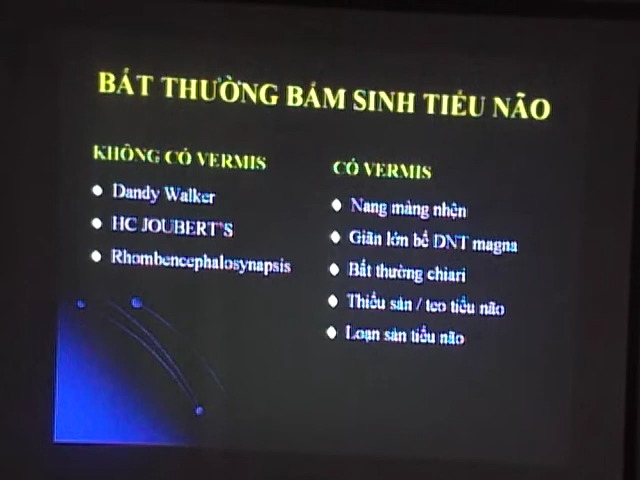 BẤT THƯỜNG BẨM SINH TIỂU NÃO
KHÔNG CÓ VERMIS
Dandy Walker
HC JOUBERT'S
Rhombencephalosynapsis
CÓ VERMIS
Nang màng nhện
Giãn lớn bể DNT magna
Bất thường chiari
Thiểu sản / teo tiểu não
Loạn sản tiểu não